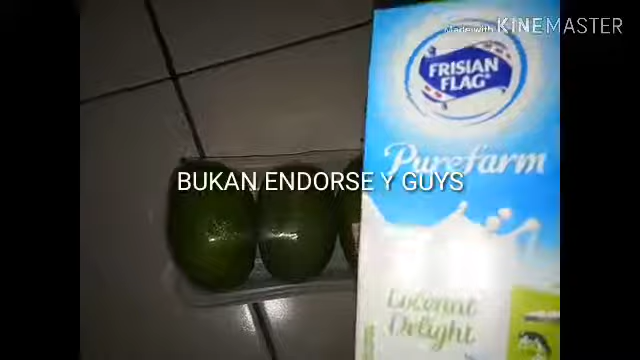 Made with KINEMASTER
FRISIAN
FLAG®
Purefarm
BUKAN ENDORSE Y GUYS
Coconut
Delight